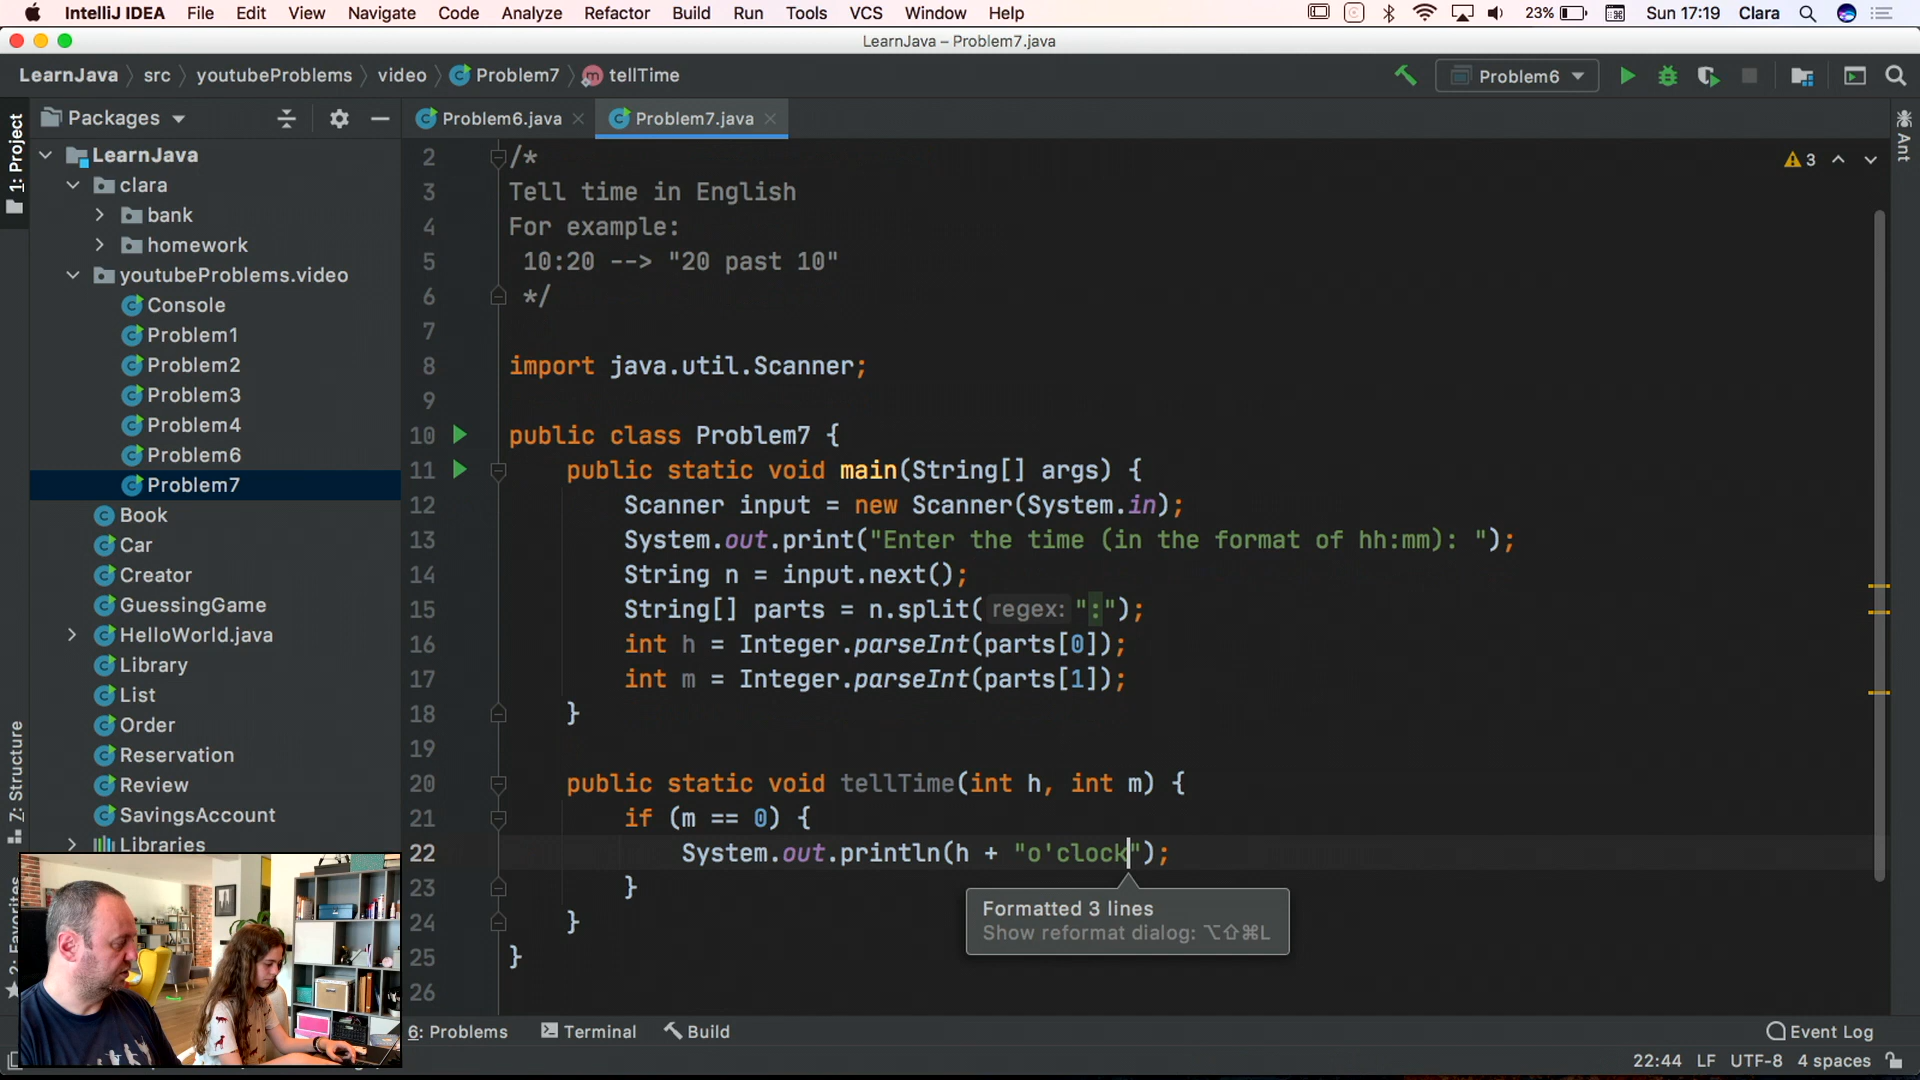 IntelliJ IDEA File Edit View Navigate Code Analyze Refactor Build Run Tools VCS Window Help 23% Sun 17:19 Clara
LearnJava – Problem7.java
LearnJava src youtubeProblems video Problem7 tellTime Problem6
1: Project
Packages
Problem6.java
Problem7.java
Ant
LearnJava
clara
bank
homework
youtubeProblems.video
Console
Problem1
Problem2
Problem3
Problem4
Problem6
Problem7
Book
Car
Creator
GuessingGame
HelloWorld.java
Library
List
Order
Reservation
Review
SavingsAccount
Libraries
7: Structure
2: Favorites
3
2 /*
3 Tell time in English
4 For example:
5 10:20 --> "20 past 10"
6 */
7
8 import java.util.Scanner;
9
10 public class Problem7 {
11 public static void main(String[] args) {
12 Scanner input = new Scanner(System.in);
13 System.out.print("Enter the time (in the format of hh:mm): ");
14 String n = input.next();
15 String[] parts = n.split( regex: ":");
16 int h = Integer.parseInt(parts[0]);
17 int m = Integer.parseInt(parts[1]);
18 }
19
20 public static void tellTime(int h, int m) {
21 if (m == 0) {
22 System.out.println(h + "o'clock");
23 }
24 }
25 }
26
Formatted 3 lines
Show reformat dialog: ⌥⇧⌘L
6: Problems Terminal Build Event Log
22:44 LF UTF-8 4 spaces